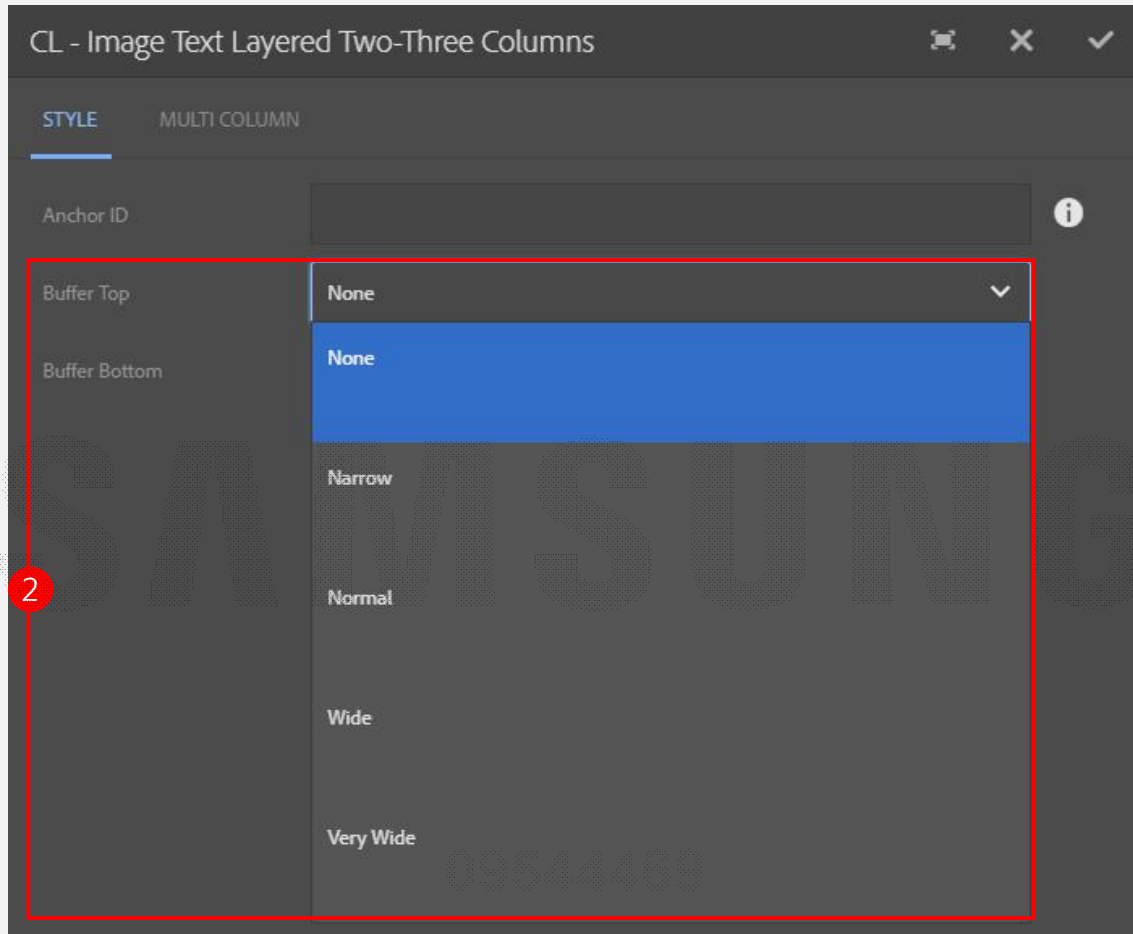 CL - Image Text Layered Two-Three Columns
STYLE MULTI COLUMN
Anchor ID
Buffer Top None
None
Buffer Bottom
Narrow
SAMSUNG
2
Normal
Wide
Very Wide
09544469